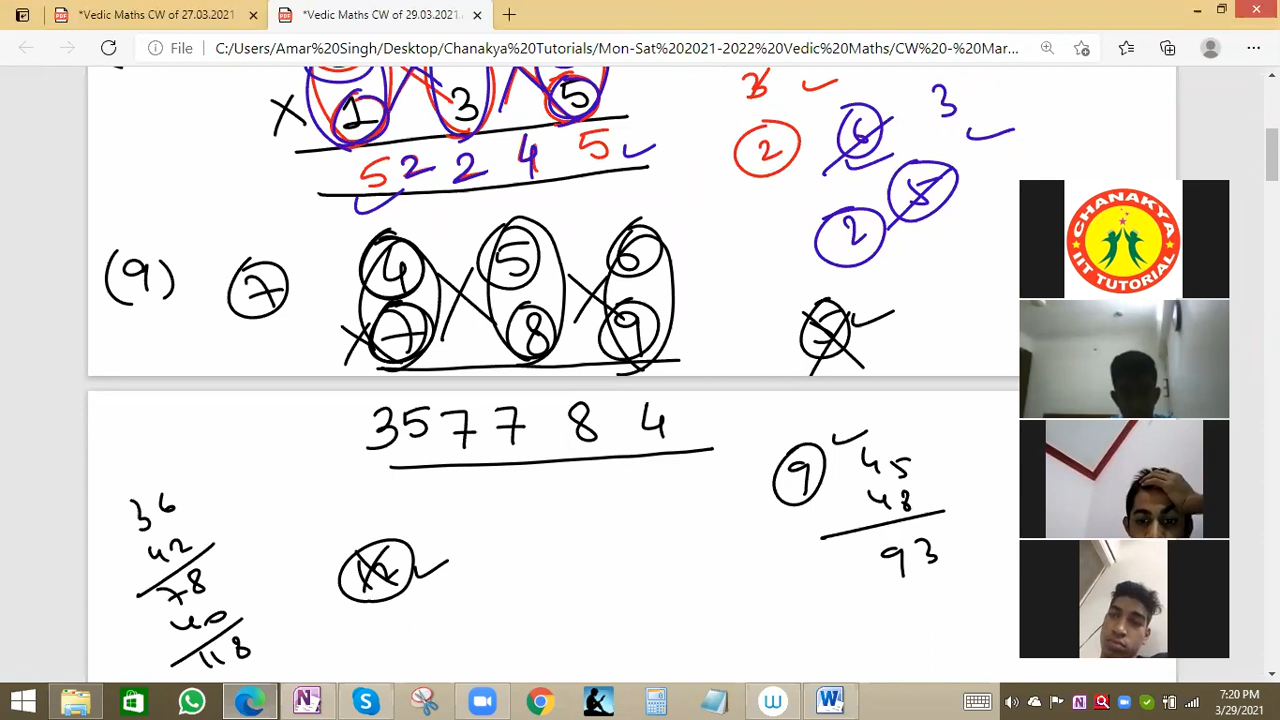 *Vedic Maths CW of 27.03.2021
*Vedic Maths CW of 29.03.2021.
File
C:/Users/Amar%20Singh/Desktop/Chanakya%20Tutorials/Mon-Sat%202021-2022%20Vedic%20Maths/CW%20-%20Mar...
× 1 3 5
5 2 2 4 5
3
2
6
3
5
2
(9) 7 4 5 6
× 7 8 9
3 5 7 7 8 4
9 45
48
93
36
42
78
40
118
CHANAKYA
IIT TUTORIAL
7:20 PM
3/29/2021